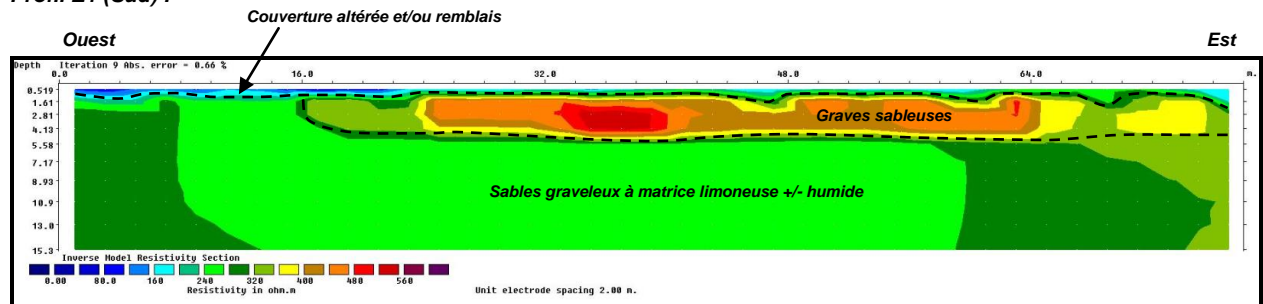 Couverture altérée et/ou remblais
Ouest
Est
Depth Iteration 9 Abs. error = 0.66 %
0.0 16.0 32.0 48.0 64.0 m.
0.519
1.61
2.81
4.13
5.58
7.17
8.93
10.9
13.0
15.3
Graves sableuses
Sables graveleux à matrice limoneuse +/- humide
Inverse Model Resistivity Section
0.00 80.0 160 240 320 400 480 560
Resistivity in ohm.m
Unit electrode spacing 2.00 m.